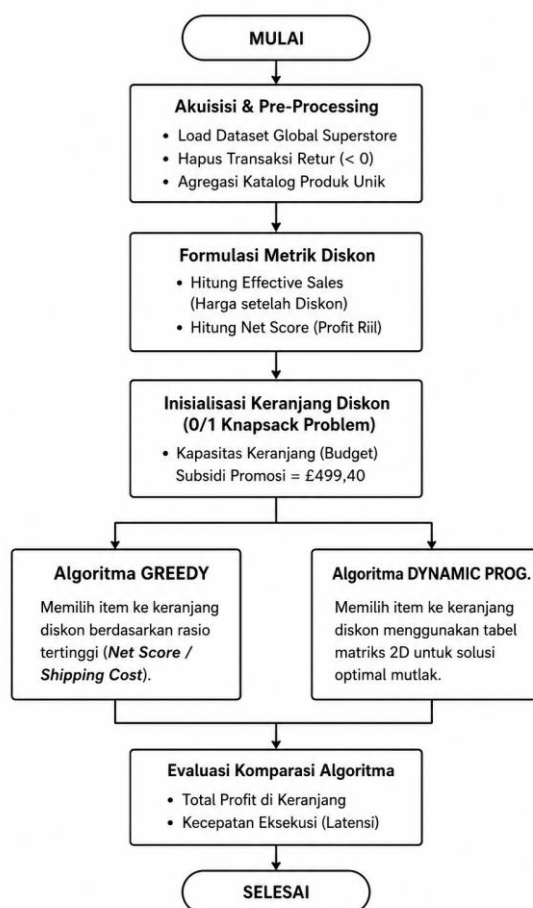 MULAI
Akuisisi & Pre-Processing
• Load Dataset Global Superstore
• Hapus Transaksi Retur (< 0)
• Agregasi Katalog Produk Unik
Formulasi Metrik Diskon
• Hitung Effective Sales
(Harga setelah Diskon)
• Hitung Net Score (Profit Riil)
Inisialisasi Keranjang Diskon
(0/1 Knapsack Problem)
• Kapasitas Keranjang (Budget)
Subsidi Promosi = £499,40
Algoritma GREEDY
Memilih item ke keranjang
diskon berdasarkan rasio
tertinggi (Net Score /
Shipping Cost).
Algoritma DYNAMIC PROG.
Memilih item ke keranjang
diskon menggunakan tabel
matriks 2D untuk solusi
optimal mutlak.
Evaluasi Komparasi Algoritma
• Total Profit di Keranjang
• Kecepatan Eksekusi (Latensi)
SELESAI